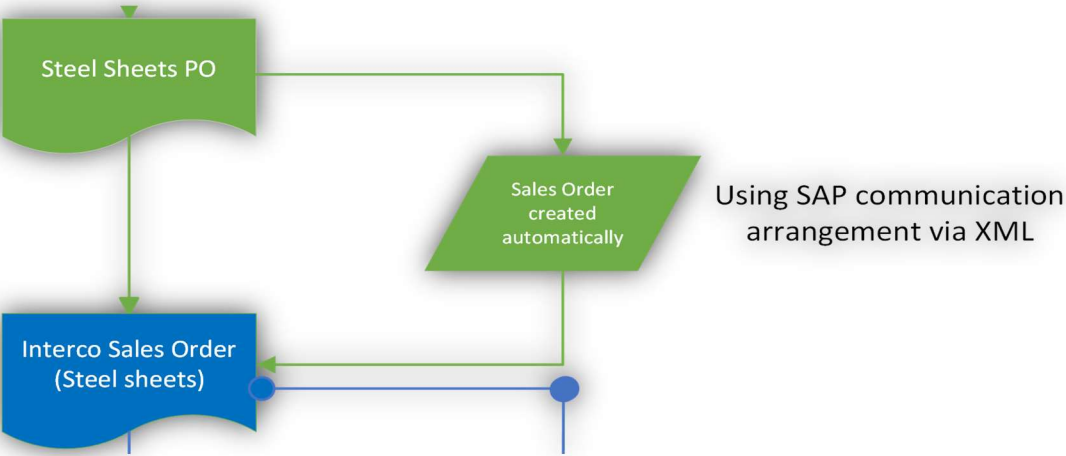 Steel Sheets PO
Sales Order
created
automatically
Using SAP communication
arrangement via XML
Interco Sales Order
(Steel sheets)